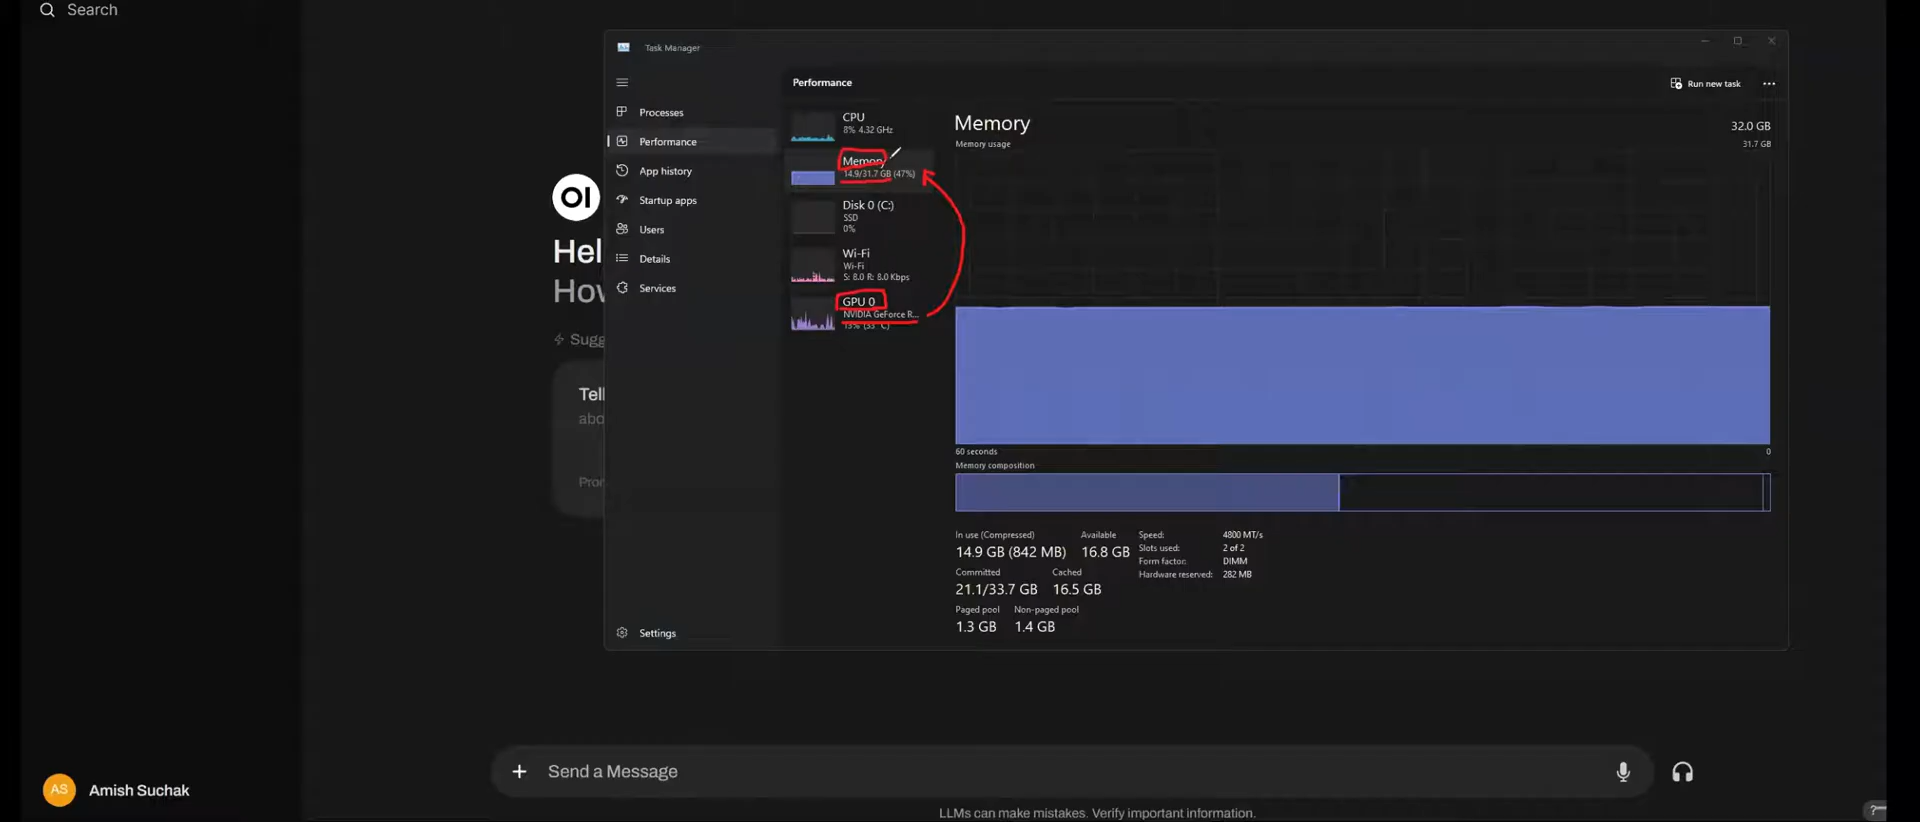 Search
Task Manager
Performance
Run new task
Processes
Performance
App history
Startup apps
Users
Details
Services
Settings
CPU
8% 4.32 GHz
Memory
14.9/31.7 GB (47%)
Disk 0 (C:)
SSD
0%
Wi-Fi
Wi-Fi
S: 8.0 R: 8.0 Kbps
GPU 0
NVIDIA GeForce R...
13% (33 °C)
Memory
32.0 GB
Memory usage
31.7 GB
60 seconds
0
Memory composition
In use (Compressed)
Available
14.9 GB (842 MB)
16.8 GB
Committed
Cached
21.1/33.7 GB
16.5 GB
Paged pool
Non-paged pool
1.3 GB
1.4 GB
Speed:
4800 MT/s
Slots used:
2 of 2
Form factor:
DIMM
Hardware reserved:
282 MB
OI
Hel
How
Sugg
Tell
abo
Pro
Send a Message
AS
Amish Suchak
LLMs can make mistakes. Verify important information.
?